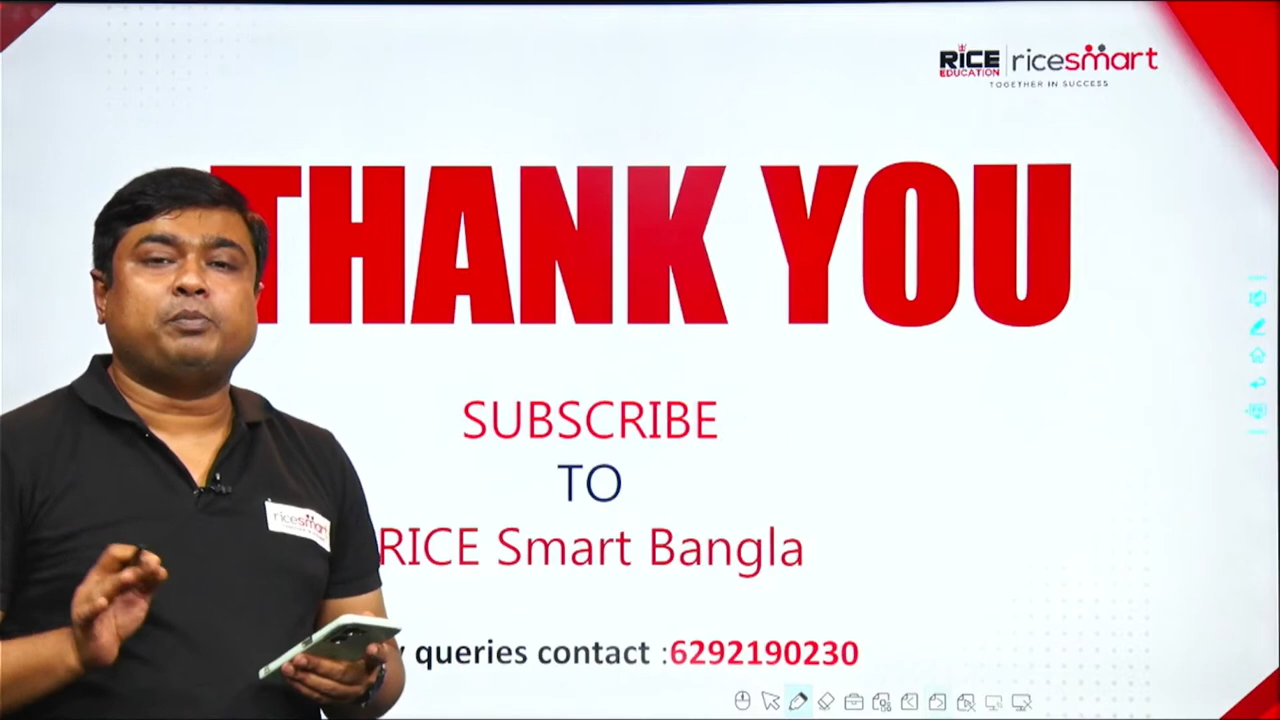 RICE EDUCATION | ricesmart
TOGETHER IN SUCCESS
THANK YOU
SUBSCRIBE
TO
RICE Smart Bangla
queries contact :6292190230
ricesmart